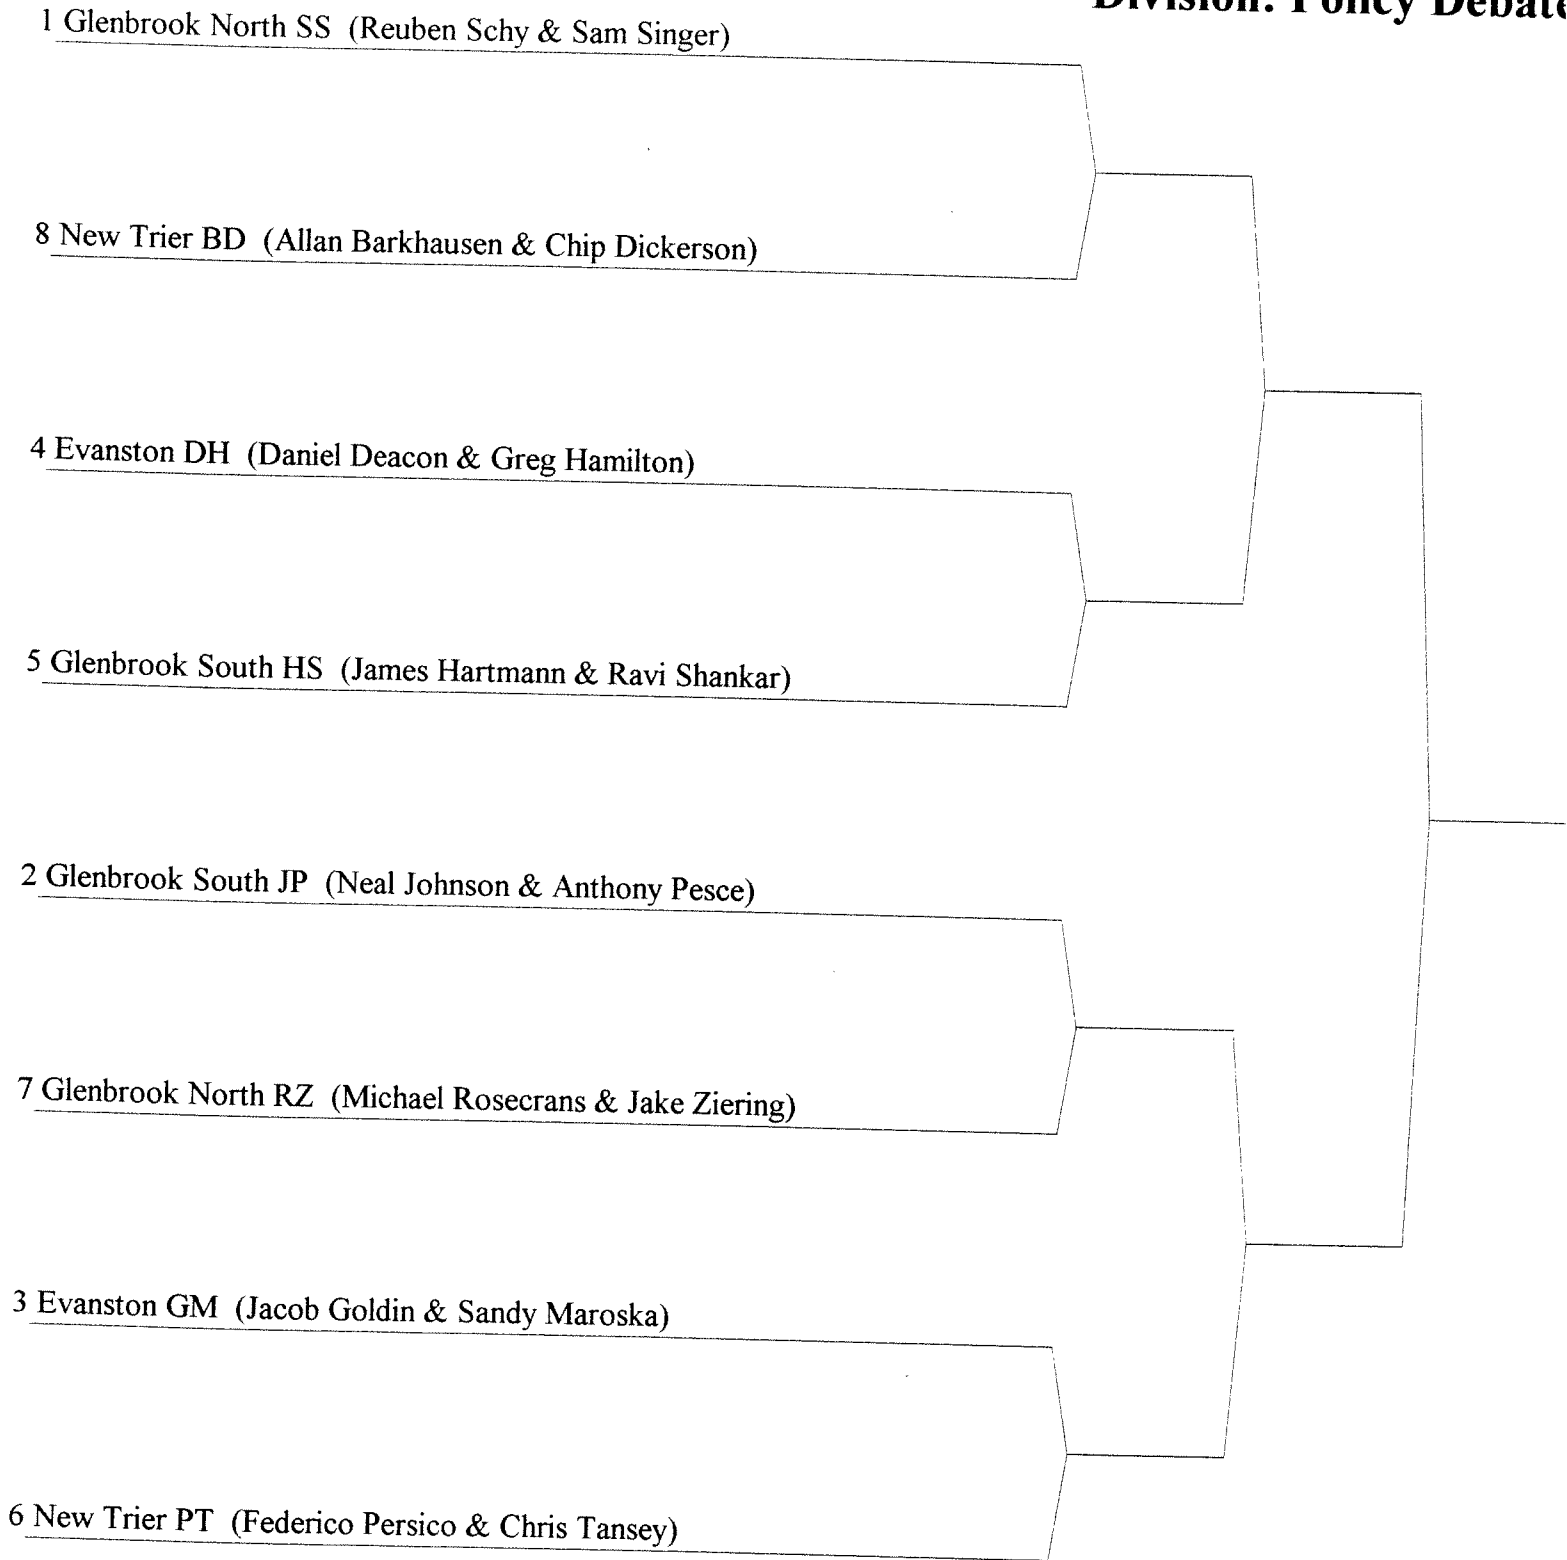 Division: Policy Debate
1 Glenbrook North SS (Reuben Schy & Sam Singer)
8 New Trier BD (Allan Barkhausen & Chip Dickerson)
4 Evanston DH (Daniel Deacon & Greg Hamilton)
5 Glenbrook South HS (James Hartmann & Ravi Shankar)
2 Glenbrook South JP (Neal Johnson & Anthony Pesce)
7 Glenbrook North RZ (Michael Rosecrans & Jake Ziering)
3 Evanston GM (Jacob Goldin & Sandy Maroska)
6 New Trier PT (Federico Persico & Chris Tansey)